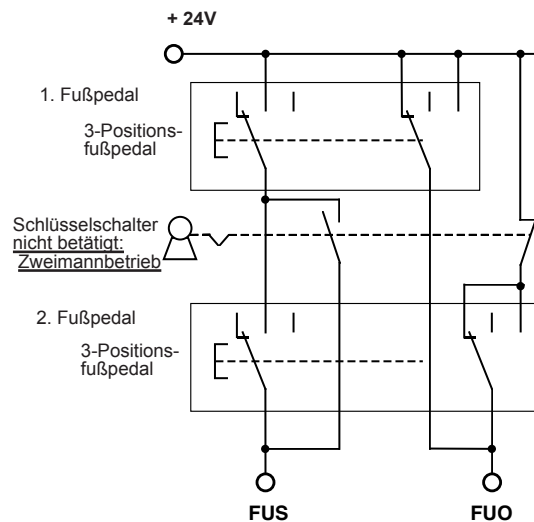 + 24V
1. Fußpedal
3-Positions-
fußpedal
Schlüsselschalter
nicht betätigt:
Zweimannbetrieb
2. Fußpedal
3-Positions-
fußpedal
FUS
FUO